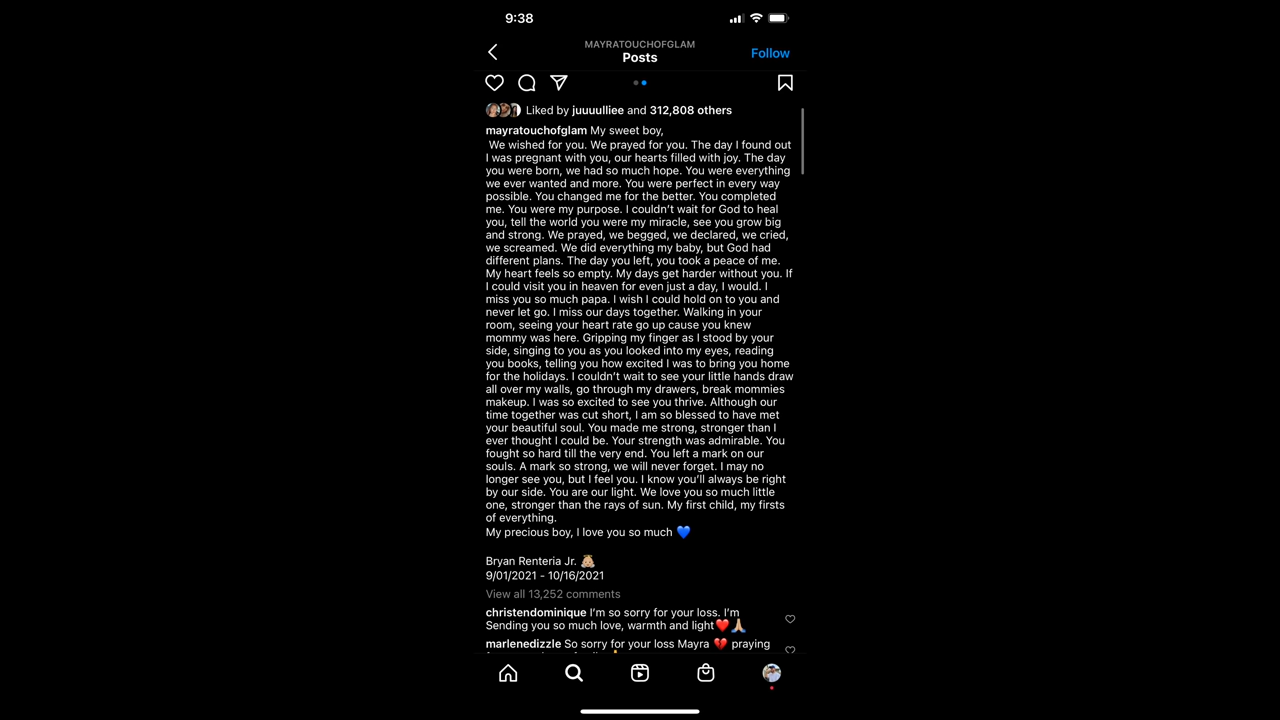 9:38
MAYRATOUCHOFGLAM
Posts
Follow
Liked by juuuulliee and 312,808 others
mayratouchofglam My sweet boy,
We wished for you. We prayed for you. The day I found out
I was pregnant with you, our hearts filled with joy. The day
you were born, we had so much hope. You were everything
we ever wanted and more. You were perfect in every way
possible. You changed me for the better. You completed
me. You were my purpose. I couldn’t wait for God to heal
you, tell the world you were my miracle, see you grow big
and strong. We prayed, we begged, we declared, we cried,
we screamed. We did everything my baby, but God had
different plans. The day you left, you took a peace of me.
My heart feels so empty. My days get harder without you. If
I could visit you in heaven for even just a day, I would. I
miss you so much papa. I wish I could hold on to you and
never let go. I miss our days together. Walking in your
room, seeing your heart rate go up cause you knew
mommy was here. Gripping my finger as I stood by your
side, singing to you as you looked into my eyes, reading
you books, telling you how excited I was to bring you home
for the holidays. I couldn’t wait to see your little hands draw
all over my walls, go through my drawers, break mommies
makeup. I was so excited to see you thrive. Although our
time together was cut short, I am so blessed to have met
your beautiful soul. You made me strong, stronger than I
ever thought I could be. Your strength was admirable. You
fought so hard till the very end. You left a mark on our
souls. A mark so strong, we will never forget. I may no
longer see you, but I feel you. I know you’ll always be right
by our side. You are our light. We love you so much little
one, stronger than the rays of sun. My first child, my firsts
of everything.
My precious boy, I love you so much 💙
Bryan Renteria Jr. 👼🏼
9/01/2021 - 10/16/2021
View all 13,252 comments
christendominique I’m so sorry for your loss. I’m
Sending you so much love, warmth and light❤️🙏🏼
marlenedizzle So sorry for your loss Mayra 💔 praying